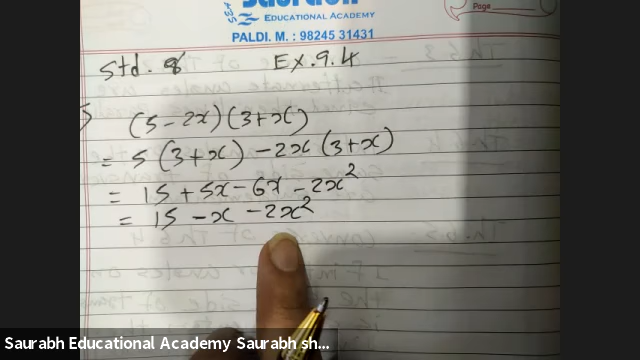 EDUCATIONAL ACADEMY
PALDI. M. : 98245 31431
Page
Std. 8 Ex. 9.4
(5-2x)(3+x)
= 5(3+x) -2x(3+x)
= 15+5x-6x-2x²
= 15 -x -2x²
Saurabh Educational Academy Saurabh sh...